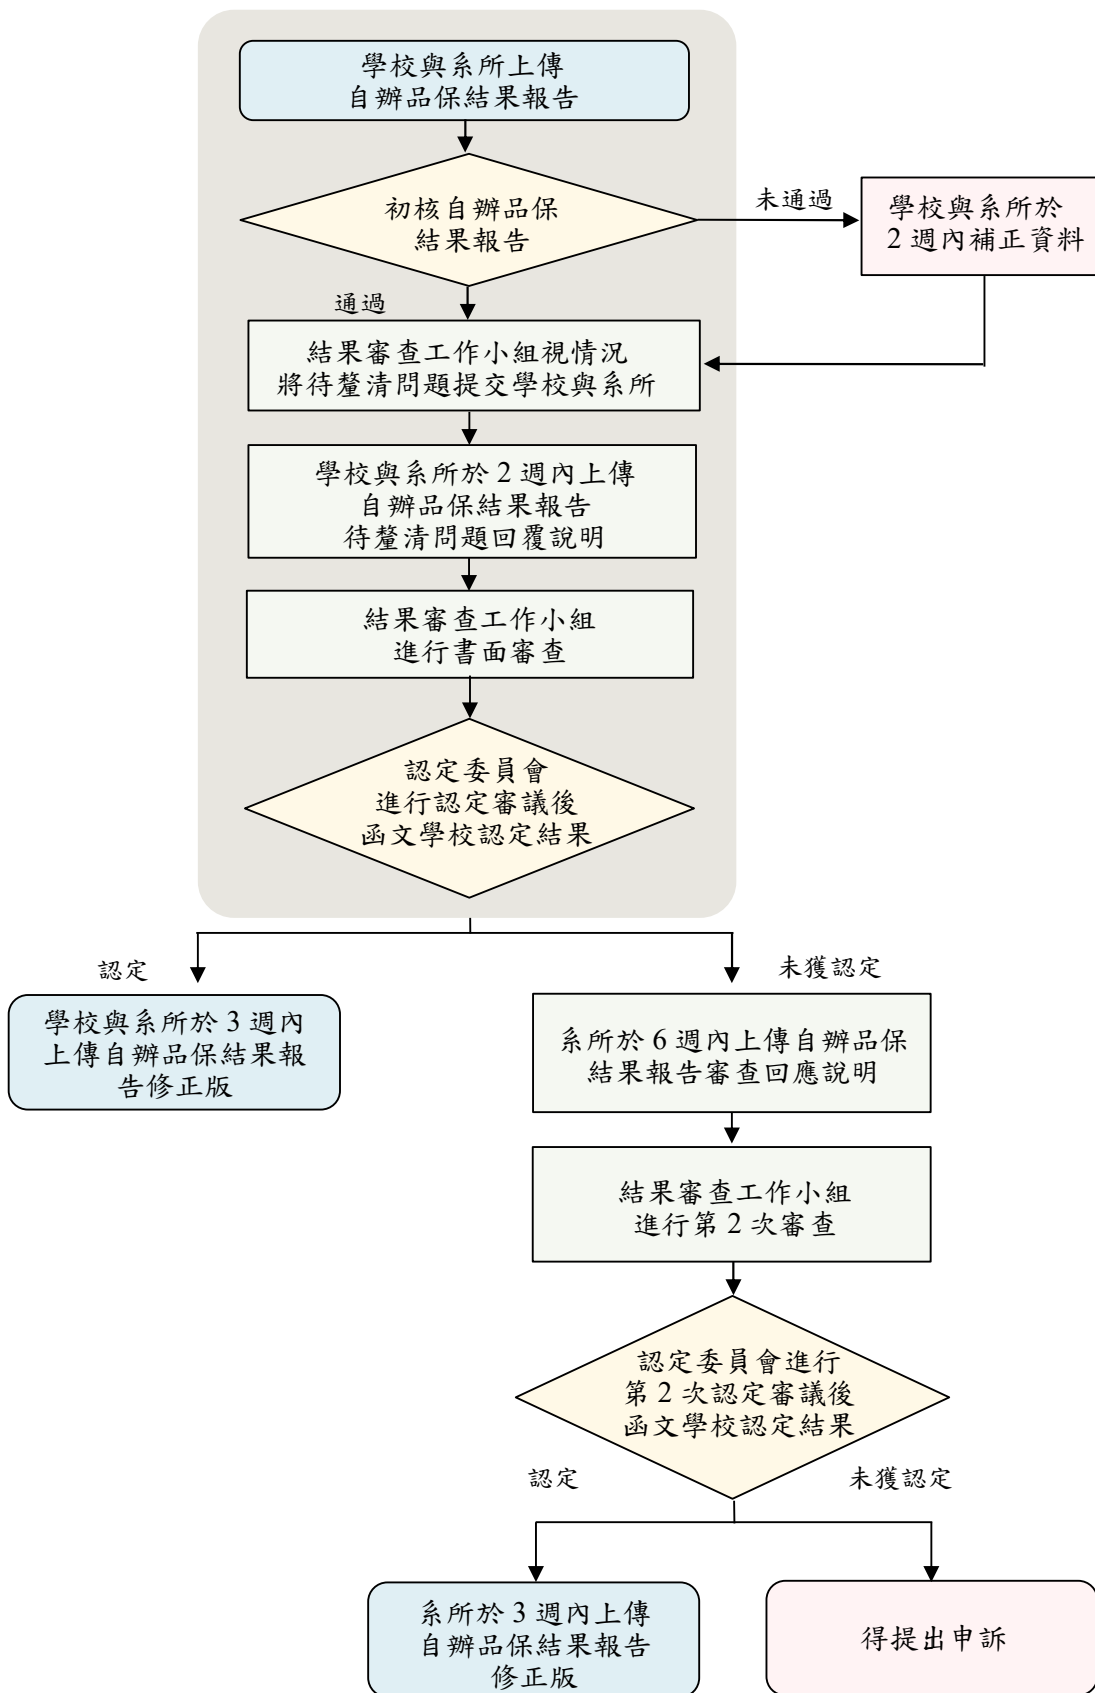 學校與系所上傳
自辦品保結果報告
初核自辦品保
結果報告
未通過
學校與系所於
2 週內補正資料
通過
結果審查工作小組視情況
將待釐清問題提交學校與系所
學校與系所於 2 週內上傳
自辦品保結果報告
待釐清問題回覆說明
結果審查工作小組
進行書面審查
認定委員會
進行認定審議後
函文學校認定結果
認定
未獲認定
學校與系所於 3 週內
上傳自辦品保結果報
告修正版
系所於 6 週內上傳自辦品保
結果報告審查回應說明
結果審查工作小組
進行第 2 次審查
認定委員會進行
第 2 次認定審議後
函文學校認定結果
認定
未獲認定
系所於 3 週內上傳
自辦品保結果報告
修正版
得提出申訴